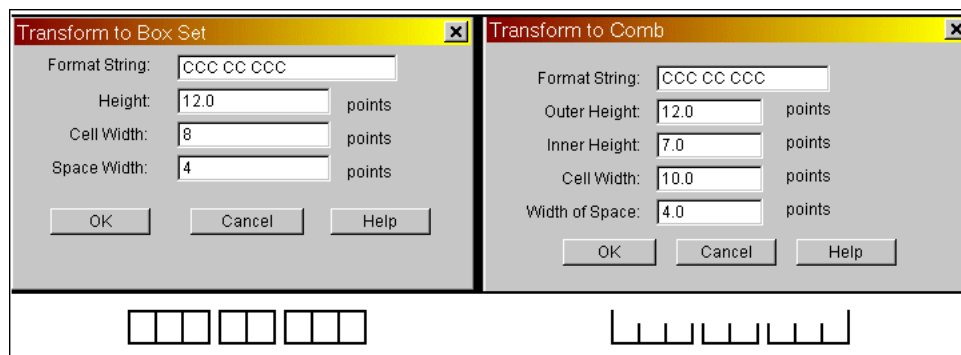 Transform to Box Set
Format String: CCC CC CCC
Height: 12.0 points
Cell Width: 8 points
Space Width: 4 points
OK Cancel Help
Transform to Comb
Format String: CCC CC CCC
Outer Height: 12.0 points
Inner Height: 7.0 points
Cell Width: 10.0 points
Width of Space: 4.0 points
OK Cancel Help